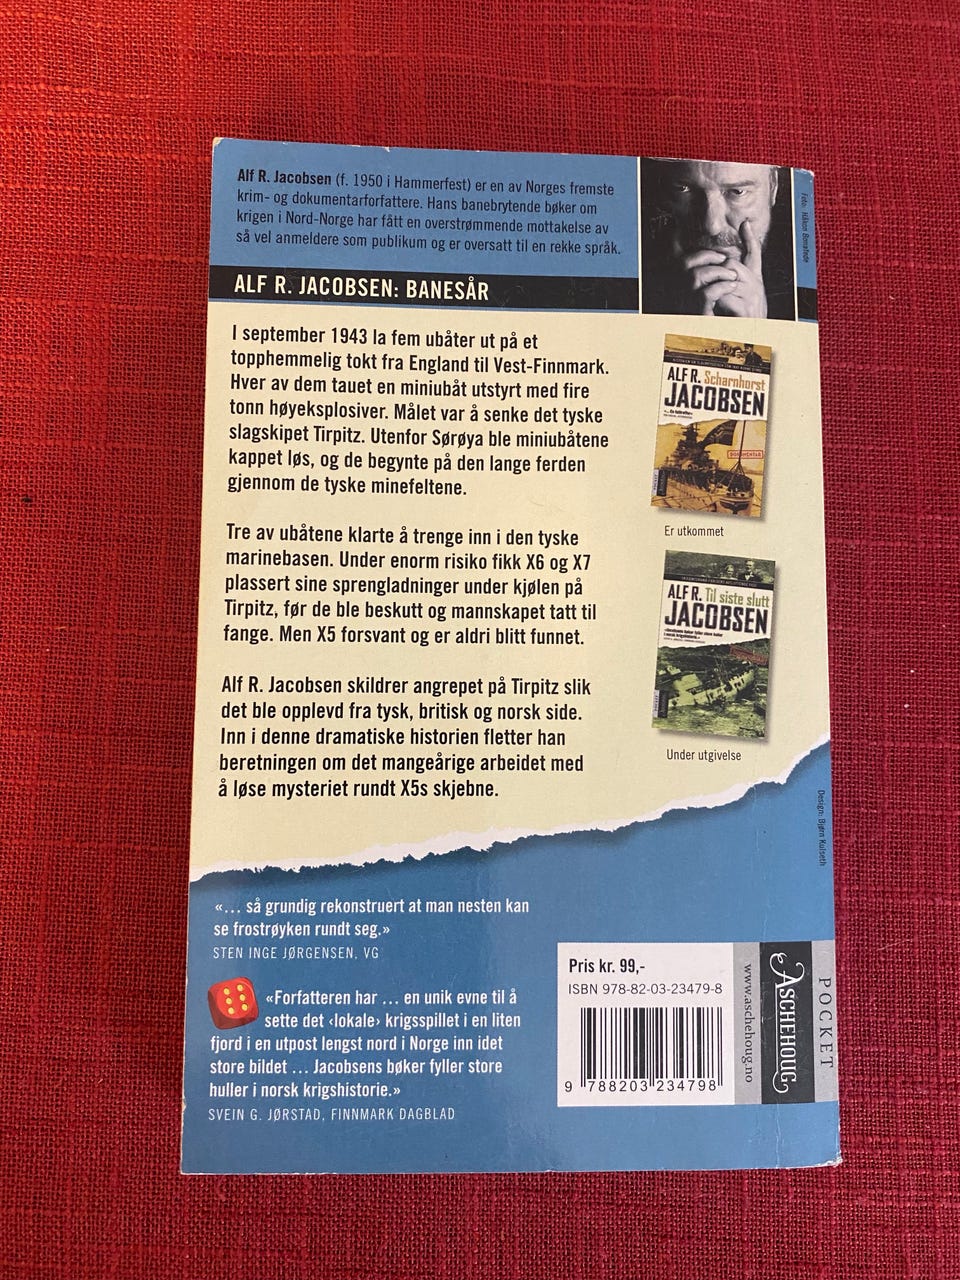 Alf R. Jacobsen (f. 1950 i Hammerfest) er en av Norges fremste
krim- og dokumentarforfattere. Hans banebrytende bøker om
krigen i Nord-Norge har fått en overstrømmende mottakelse av
så vel anmeldere som publikum og er oversatt til en rekke språk.
ALF R. JACOBSEN: BANESÅR
I september 1943 la fem ubåter ut på et
topphemmelig tokt fra England til Vest-Finnmark.
Hver av dem tauet en miniubåt utstyrt med fire
tonn høyeksplosiver. Målet var å senke det tyske
slagskipet Tirpitz. Utenfor Sørøya ble miniubåtene
kappet løs, og de begynte på den lange ferden
gjennom de tyske minefeltene.
Tre av ubåtene klarte å trenge inn i den tyske
marinebasen. Under enorm risiko fikk X6 og X7
plassert sine sprengladninger under kjølen på
Tirpitz, før de ble beskutt og mannskapet tatt til
fange. Men X5 forsvant og er aldri blitt funnet.
Alf R. Jacobsen skildrer angrepet på Tirpitz slik
det ble opplevd fra tysk, britisk og norsk side.
Inn i denne dramatiske historien fletter han
beretningen om det mangeårige arbeidet med
å løse mysteriet rundt X5s skjebne.
Foto: Håkon
ALF R. Scharnhorst
JACOBSEN
DOKUMENTAR
POCKET
Er utkommet
ALF R. Til siste slutt
JACOBSEN
POCKET
Under utgivelse
Design: Bjørn Kulseth
«… så grundig rekonstruert at man nesten kan
se frostrøyken rundt seg.»
STEN INGE JØRGENSEN, VG
«Forfatteren har … en unik evne til å
sette det ‹lokale› krigsspillet i en liten
fjord i en utpost lengst nord i Norge inn idet
store bildet … Jacobsens bøker fyller store
huller i norsk krigshistorie.»
SVEIN G. JØRSTAD, FINNMARK DAGBLAD
Pris kr. 99,-
ISBN 978-82-03-23479-8
9 788203 234798
www.aschehoug.no
ASCHEHOUG
POCKET